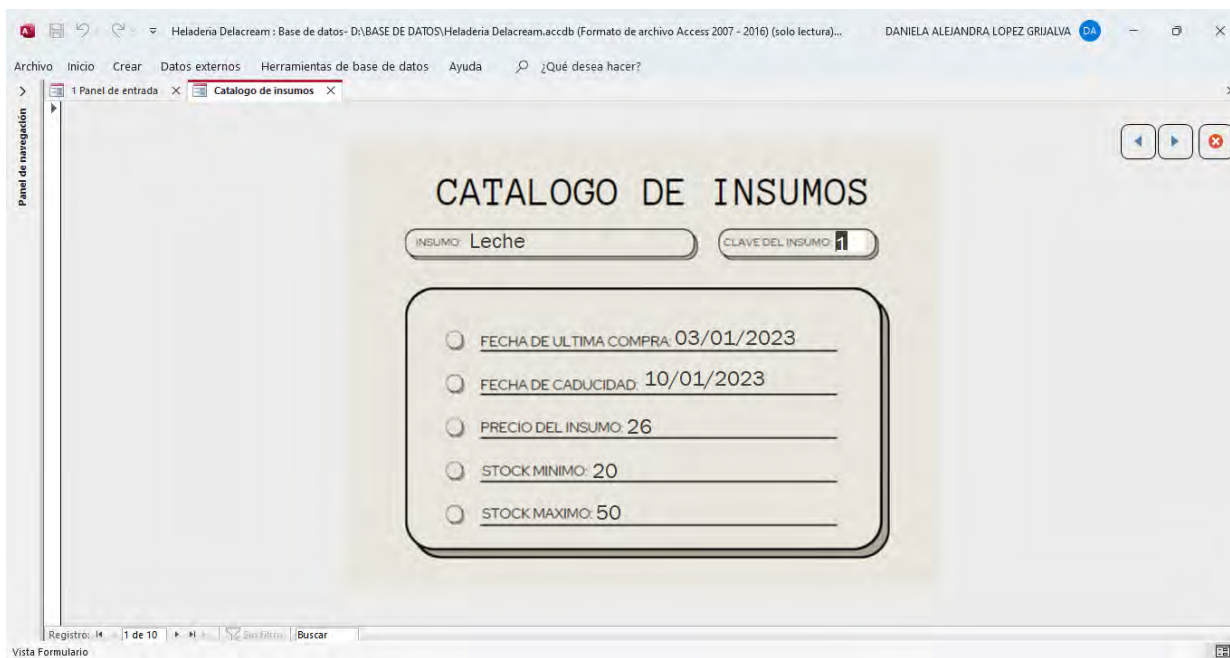 Heladeria Delacream : Base de datos- D:\BASE DE DATOS\Heladeria Delacream.accdb (Formato de archivo Access 2007 - 2016) (solo lectura)... DANIELA ALEJANDRA LOPEZ GRIJALVA DA
Archivo Inicio Crear Datos externos Herramientas de base de datos Ayuda ¿Qué desea hacer?
1 Panel de entrada Catalogo de insumos
Panel de navegación
CATALOGO DE INSUMOS
INSUMO: Leche CLAVE DEL INSUMO: 1
FECHA DE ULTIMA COMPRA: 03/01/2023
FECHA DE CADUCIDAD: 10/01/2023
PRECIO DEL INSUMO: 26
STOCK MINIMO: 20
STOCK MAXIMO: 50
Registro: 1 de 10 Sin filtro Buscar
Vista Formulario